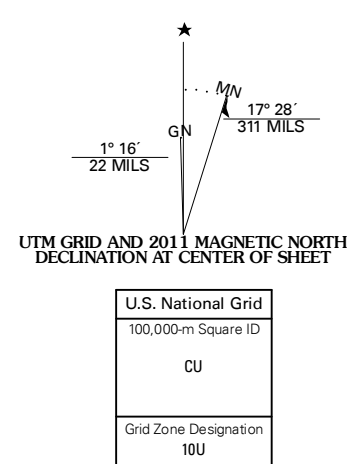 MN
17° 28´
311 MILS
GN
1° 16´
22 MILS
UTM GRID AND 2011 MAGNETIC NORTH
DECLINATION AT CENTER OF SHEET
U.S. National Grid
100,000-m Square ID
CU
Grid Zone Designation
10U